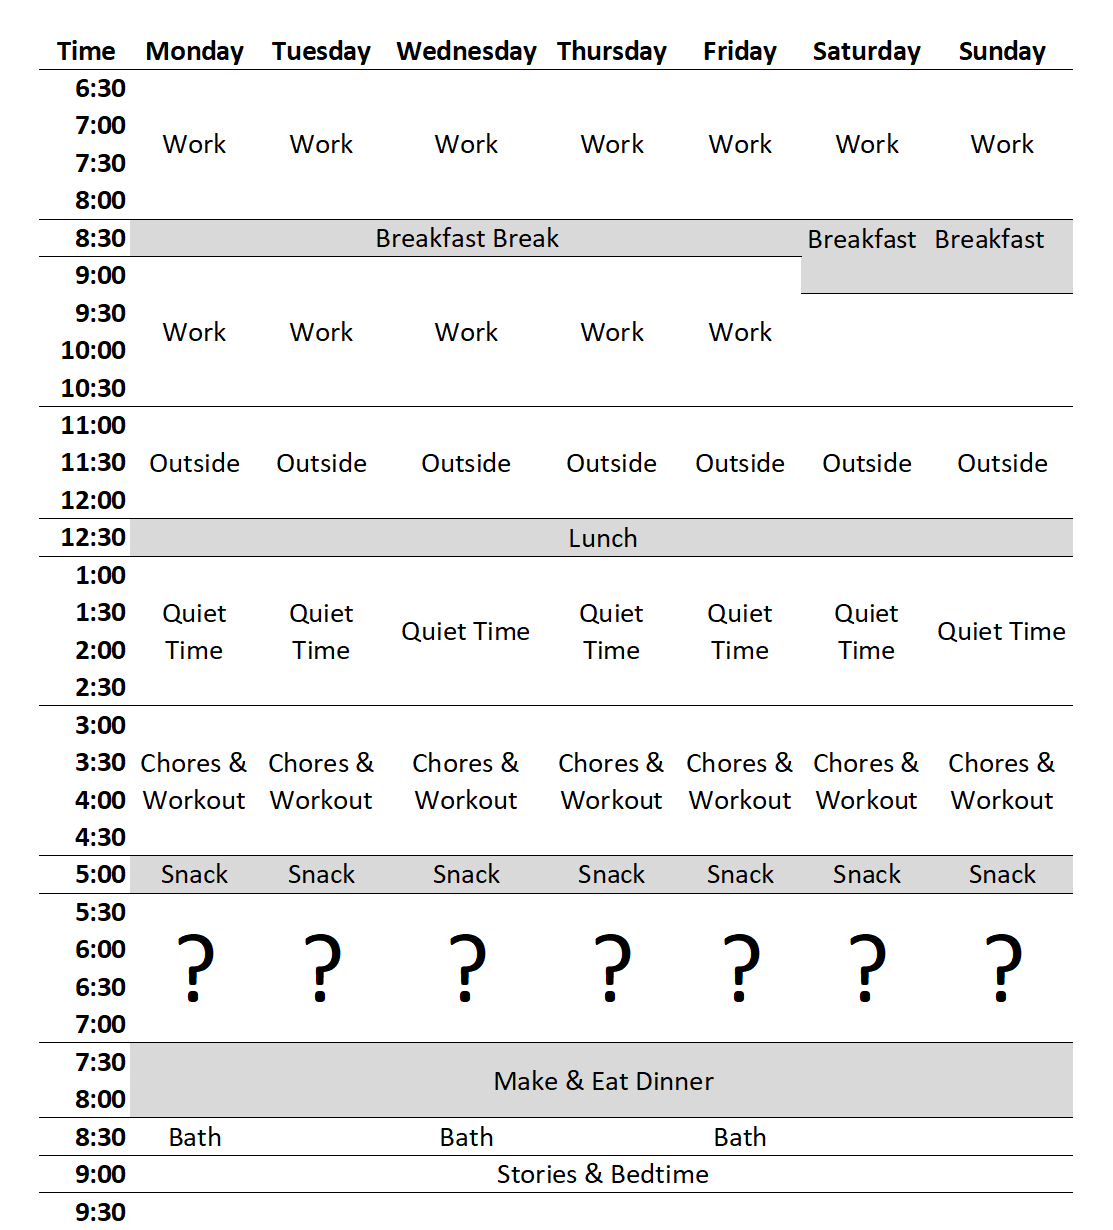 Time Monday Tuesday Wednesday Thursday Friday Saturday Sunday
6:30
7:00
Work Work Work Work Work Work Work
7:30
8:00
8:30 Breakfast Break Breakfast Breakfast
9:00
9:30
Work Work Work Work Work
10:00
10:30
11:00
11:30 Outside Outside Outside Outside Outside Outside Outside
12:00
12:30 Lunch
1:00
1:30 Quiet Quiet Quiet Quiet Quiet
Quiet Time Quiet Time
2:00 Time Time Time Time Time
2:30
3:00
3:30 Chores & Chores & Chores & Chores & Chores & Chores & Chores &
4:00 Workout Workout Workout Workout Workout Workout Workout
4:30
5:00 Snack Snack Snack Snack Snack Snack Snack
5:30
6:00
? ? ? ? ? ? ?
6:30
7:00
7:30
Make & Eat Dinner
8:00
8:30 Bath Bath Bath
9:00 Stories & Bedtime
9:30